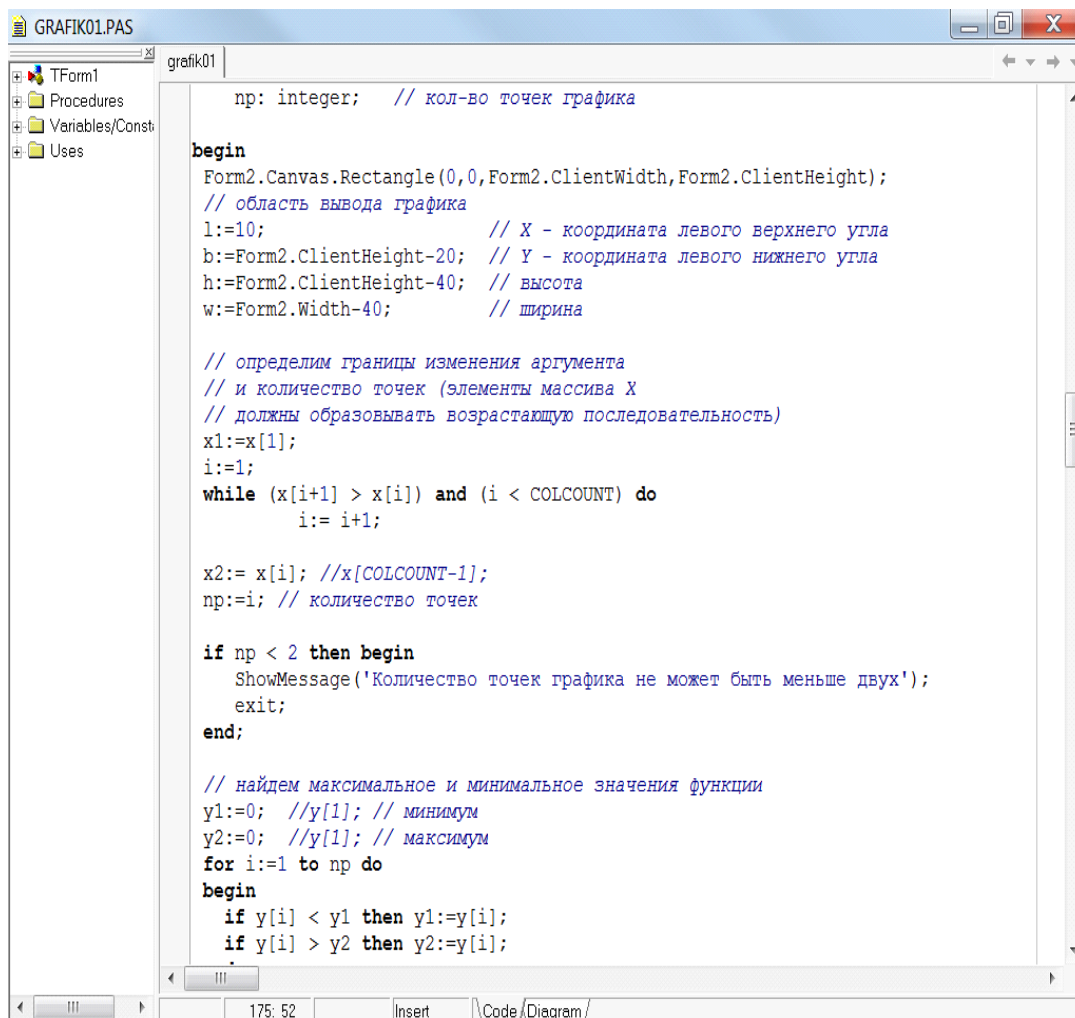 GRAFIK01.PAS
TForm1
Procedures
Variables/Const
Uses
grafik01
np: integer;   // кол-во точек графика
begin
Form2.Canvas.Rectangle(0,0,Form2.ClientWidth,Form2.ClientHeight);
// область вывода графика
l:=10;                 // X - координата левого верхнего угла
b:=Form2.ClientHeight-20;  // Y - координата левого нижнего угла
h:=Form2.ClientHeight-40;  // высота
w:=Form2.Width-40;        // ширина
// определим границы изменения аргумента
// и количество точек (элементы массива X
// должны образовывать возрастающую последовательность)
x1:=x[1];
i:=1;
while (x[i+1] > x[i]) and (i < COLCOUNT) do
i:= i+1;
x2:= x[i]; //x[COLCOUNT-1];
np:=i; // количество точек
if np < 2 then begin
ShowMessage('Количество точек графика не может быть меньше двух');
exit;
end;
// найдем максимальное и минимальное значения функции
y1:=0;  //y[1]; // минимум
y2:=0;  //y[1]; // максимум
for i:=1 to np do
begin
if y[i] < y1 then y1:=y[i];
if y[i] > y2 then y2:=y[i];
175: 52
Insert
Code
Diagram